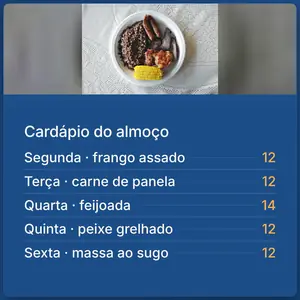 Cardápio do almoço
Segunda · frango assado 12
Terça · carne de panela 12
Quarta · feijoada 14
Quinta · peixe grelhado 12
Sexta · massa ao sugo 12